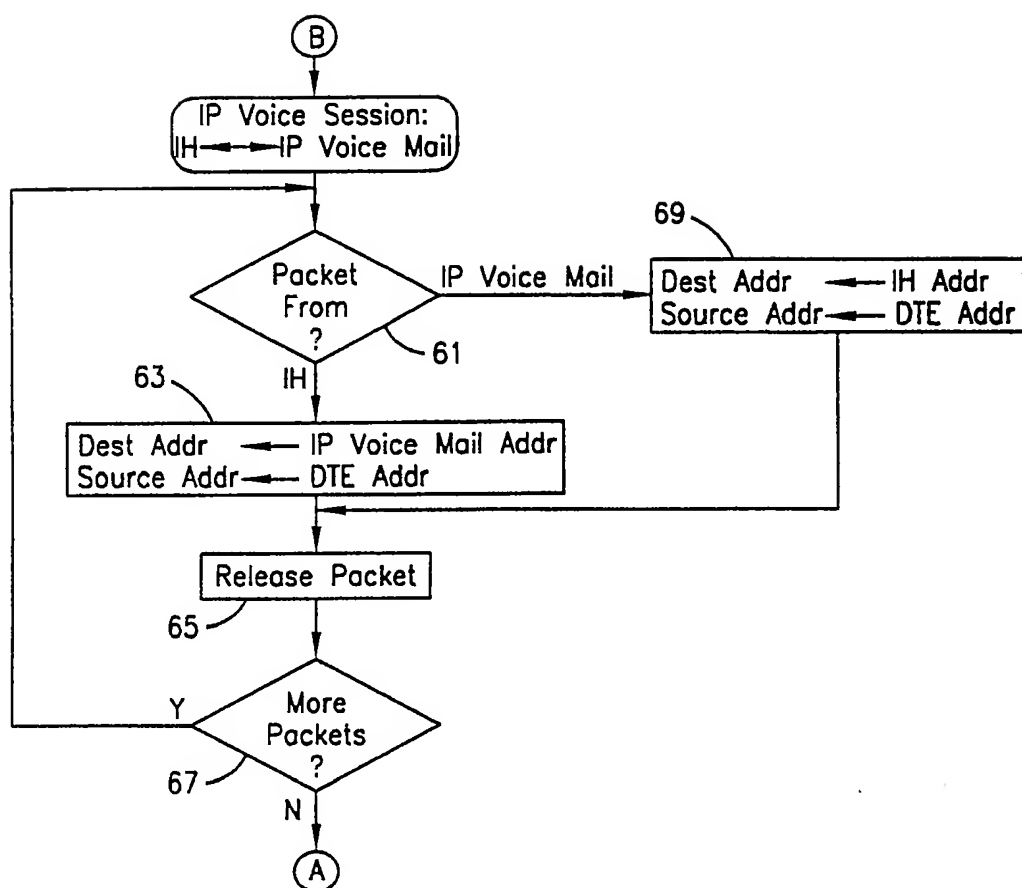 B
IP Voice Session:
IH IP Voice Mail
Packet
From
?
61
IP Voice Mail
69
Dest Addr IH Addr
Source Addr DTE Addr
IH
63
Dest Addr IP Voice Mail Addr
Source Addr DTE Addr
Release Packet
65
More
Packets
?
67
Y
N
A